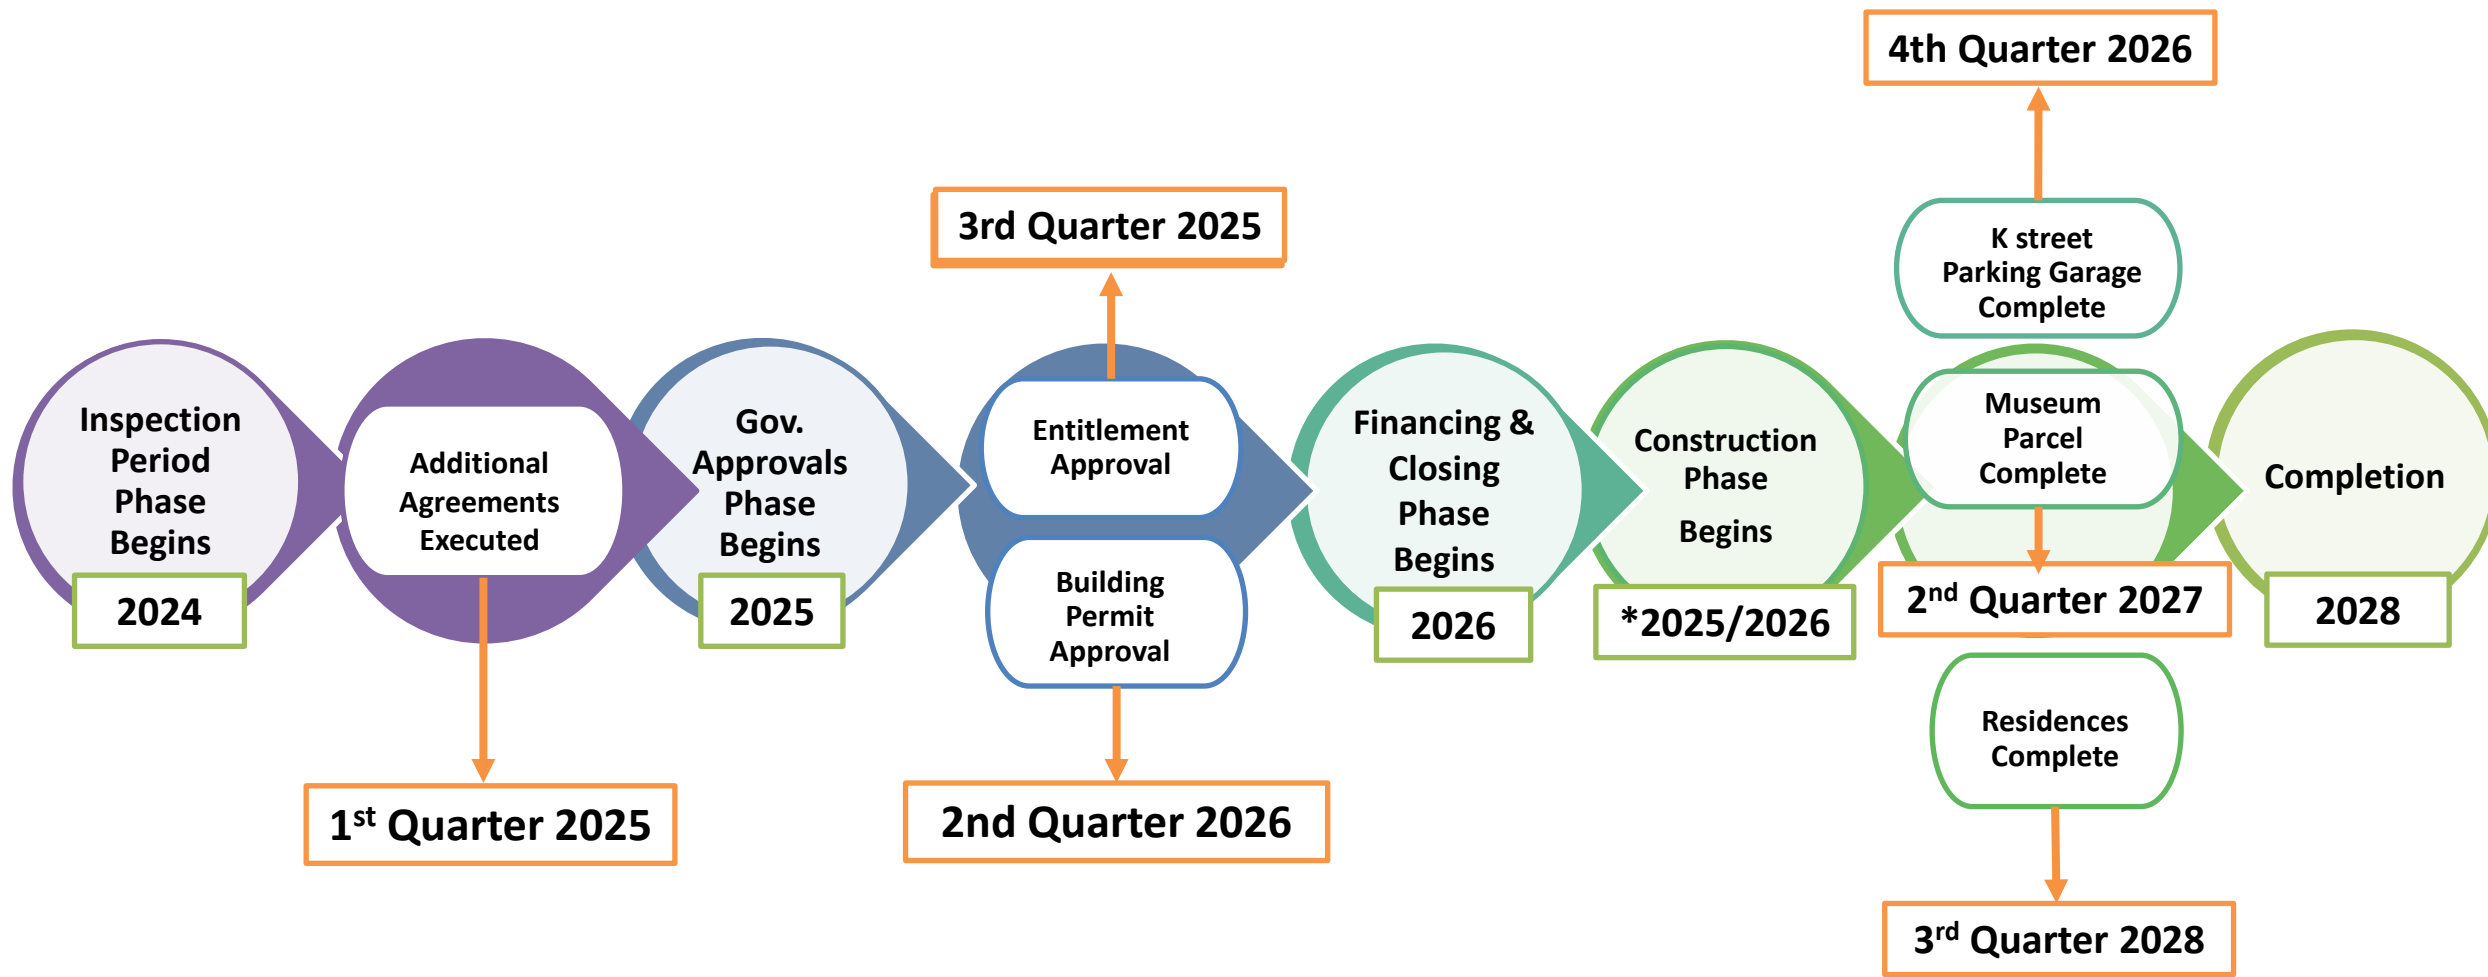 Inspection
Period
Phase
Begins
2024
Additional
Agreements
Executed
1st Quarter 2025
Gov.
Approvals
Phase
Begins
2025
3rd Quarter 2025
Entitlement
Approval
Building
Permit
Approval
2nd Quarter 2026
Financing &
Closing
Phase
Begins
2026
Construction
Phase
Begins
*2025/2026
4th Quarter 2026
K street
Parking Garage
Complete
Museum
Parcel
Complete
2nd Quarter 2027
Residences
Complete
3rd Quarter 2028
Completion
2028